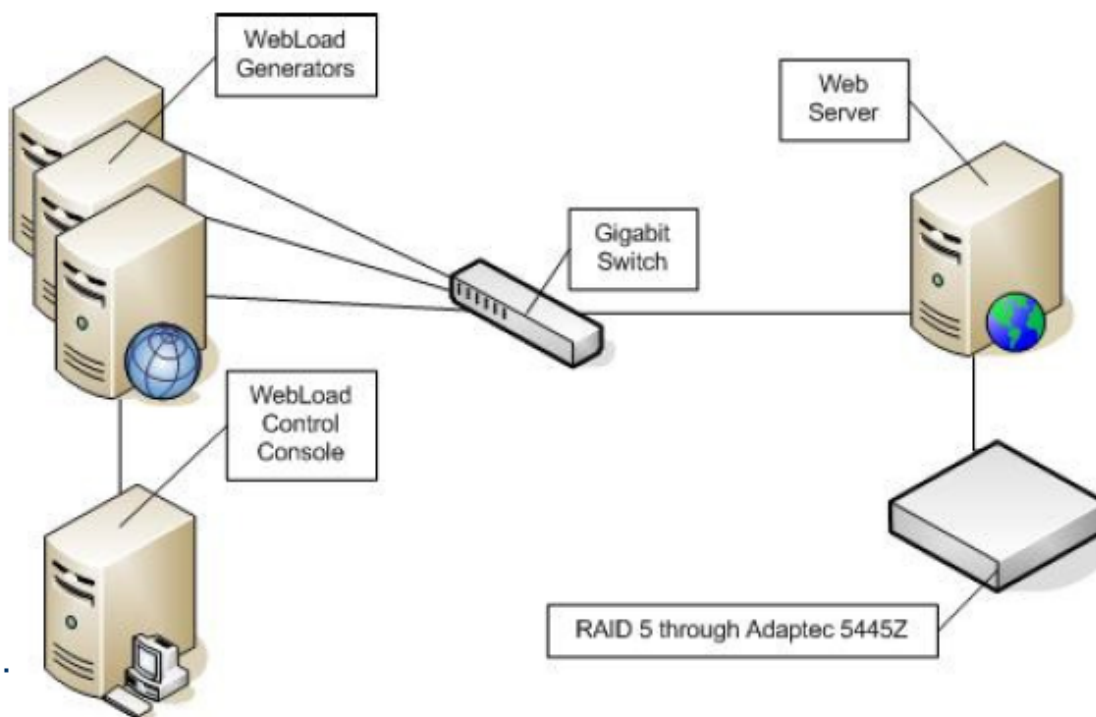 WebLoad
Generators
Web
Server
Gigabit
Switch
WebLoad
Control
Console
RAID 5 through Adaptec 5445Z
.